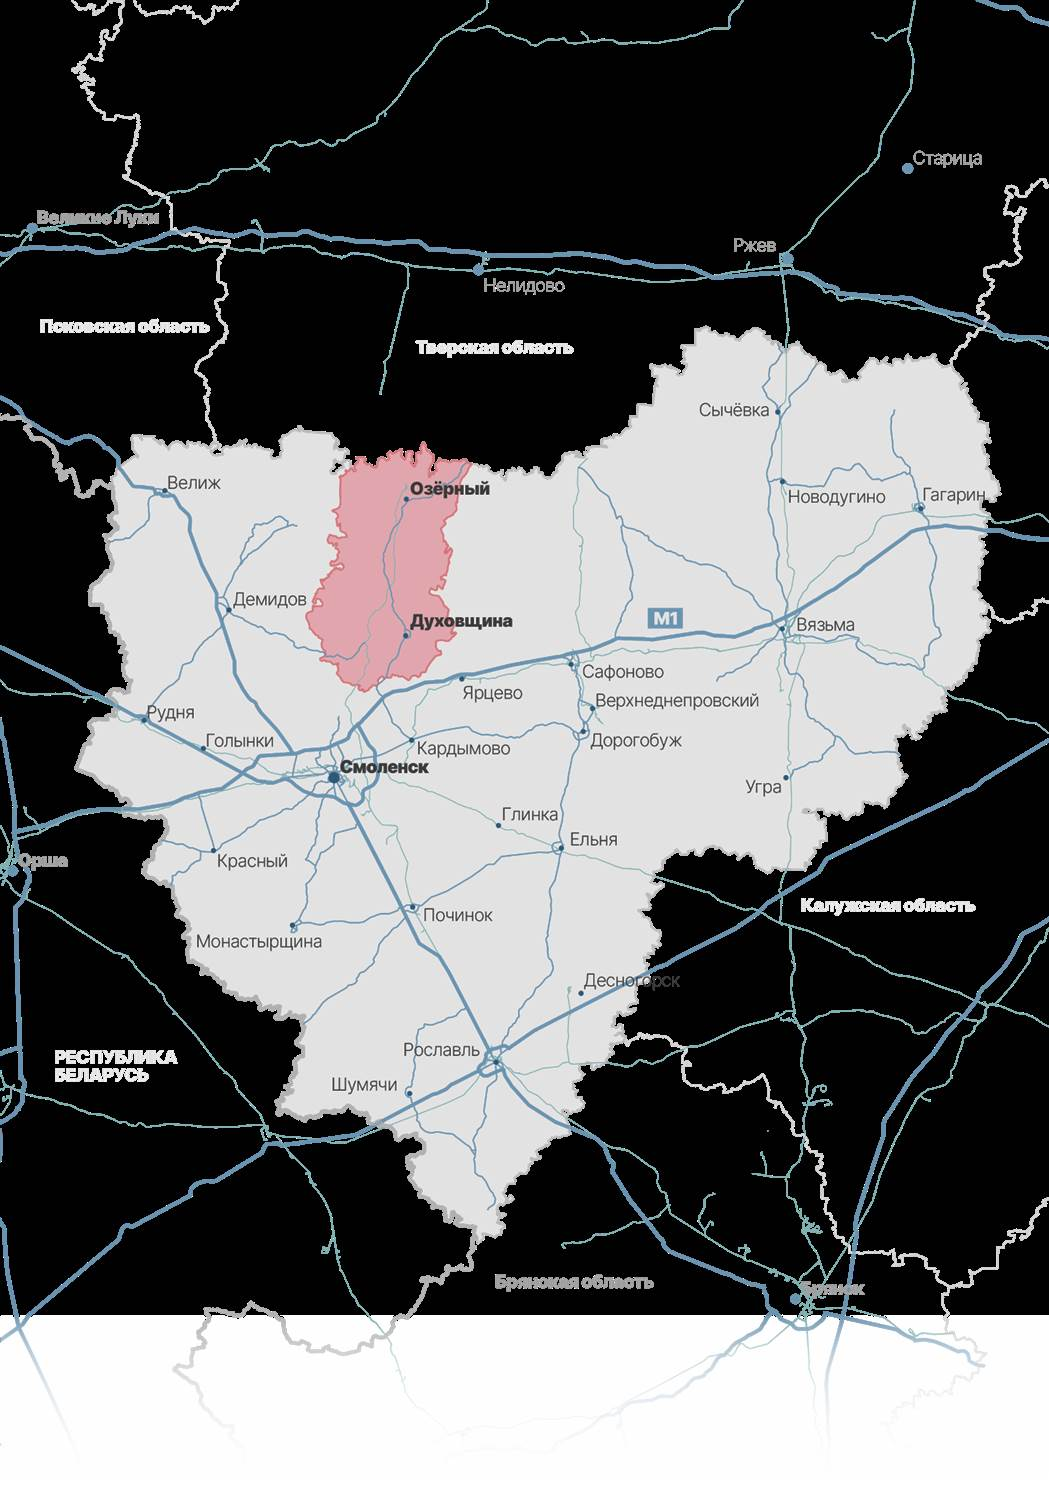 Старица
Великие Луки
Ржев
Нелидово
Псковская область
Тверская область
Сычёвка
Велиж
Озёрный
Новодугино
Гагарин
Демидов
Духовщина
М1
Вязьма
Сафоново
Ярцево
Верхнеднепровский
Рудня
Голынки
Кардымово
Дорогобуж
Смоленск
Угра
Глинка
Ельня
Орша
Красный
Калужская область
Починок
Монастырщина
Десногорск
Рославль
РЕСПУБЛИКА
БЕЛАРУСЬ
Шумячи
Брянская область
Брянск